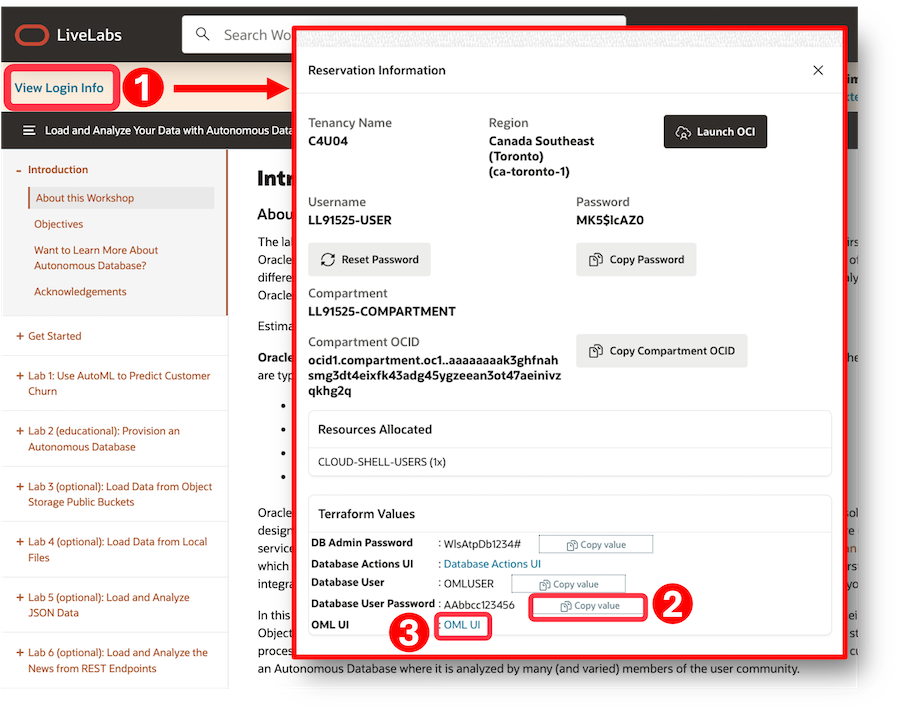 LiveLabs
Search Wo
View Login Info
1
Load and Analyze Your Data with Autonomous Data
Introduction
About this Workshop
Objectives
Want to Learn More About
Autonomous Database?
Acknowledgements
+ Get Started
+ Lab 1: Use AutoML to Predict Customer
Churn
+ Lab 2 (educational): Provision an
Autonomous Database
+ Lab 3 (optional): Load Data from Object
Storage Public Buckets
+ Lab 4 (optional): Load Data from Local
Files
+ Lab 5 (optional): Load and Analyze
JSON Data
+ Lab 6 (optional): Load and Analyze the
News from REST Endpoints
Intr
Abou
The la
Oracle
differe
Oracle
Estima
Oracle
are typ
Oracle
design
service
which
integra
In this
Object
proces
an Autonomous Database where it is analyzed by many (and varied) members of the user community.
Reservation Information
Tenancy Name
C4U04
Region
Canada Southeast
(Toronto)
(ca-toronto-1)
Launch OCI
Username
LL91525-USER
Password
MK5$IcAZ0
Reset Password
Copy Password
Compartment
LL91525-COMPARTMENT
Compartment OCID
ocid1.compartment.oc1..aaaaaaaak3ghfnah
smg3dt4eixfk43adg45ygzeean3ot47aeinivz
qkhg2q
Copy Compartment OCID
Resources Allocated
CLOUD-SHELL-USERS (1x)
Terraform Values
DB Admin Password : WlsAtpDb1234# Copy value
Database Actions UI : Database Actions UI
Database User : OMLUSER Copy value
Database User Password : AAbbcc123456 Copy value
2
OML UI : OML UI
3